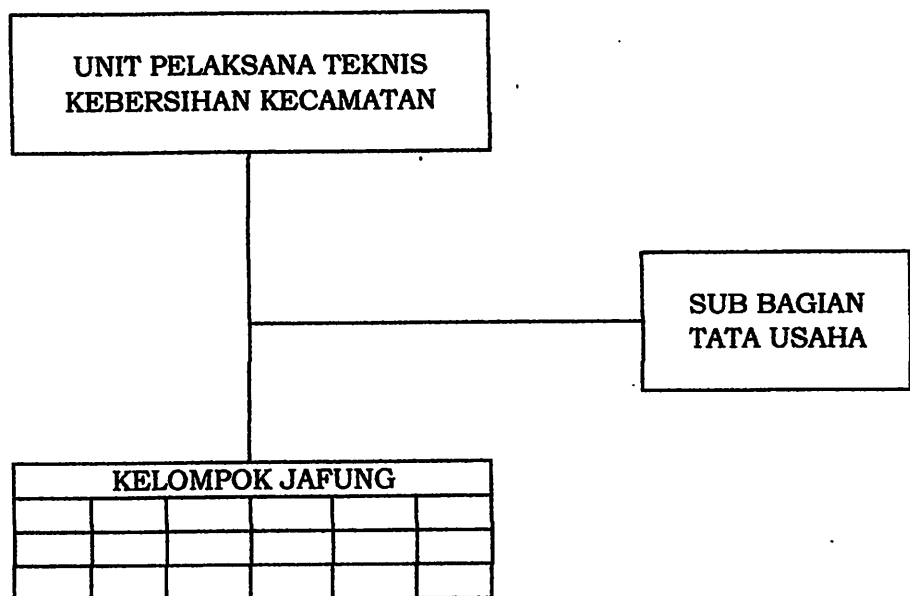 UNIT PELAKSANA TEKNIS
KEBERSIHAN KECAMATAN
SUB BAGIAN
TATA USAHA
KELOMPOK JAFUNG